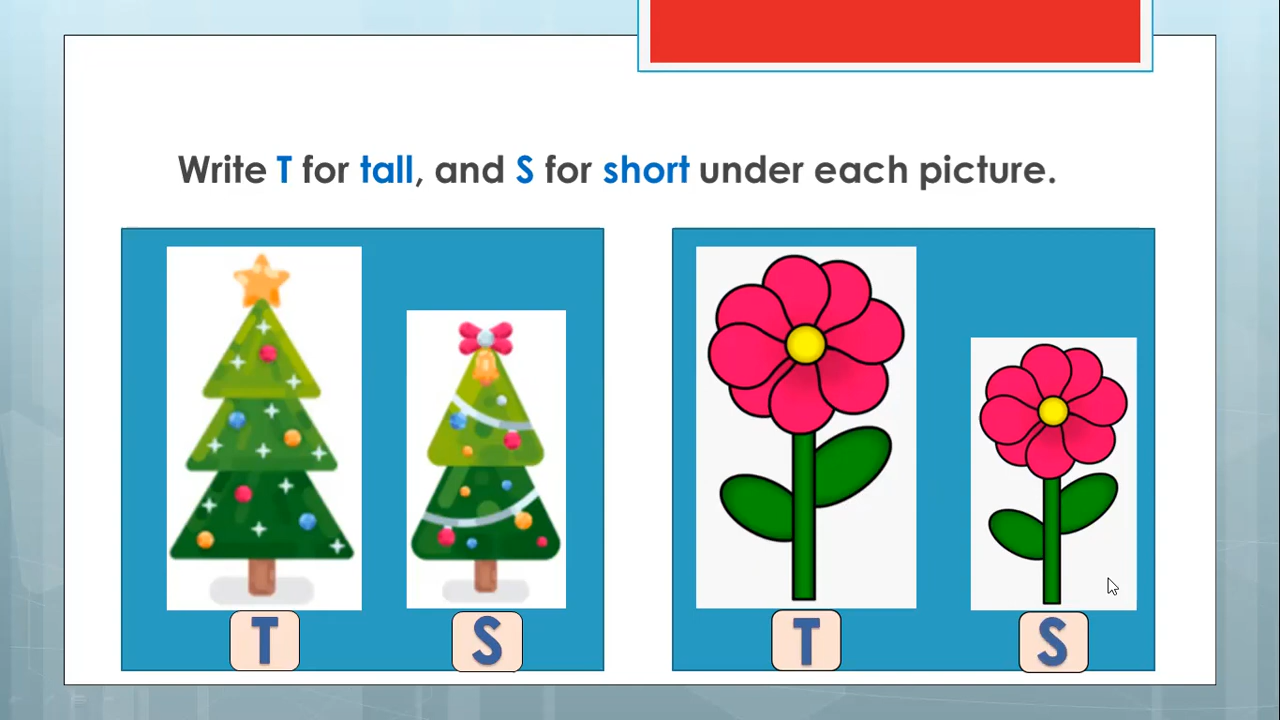 Write T for tall, and S for short under each picture.
T S T S